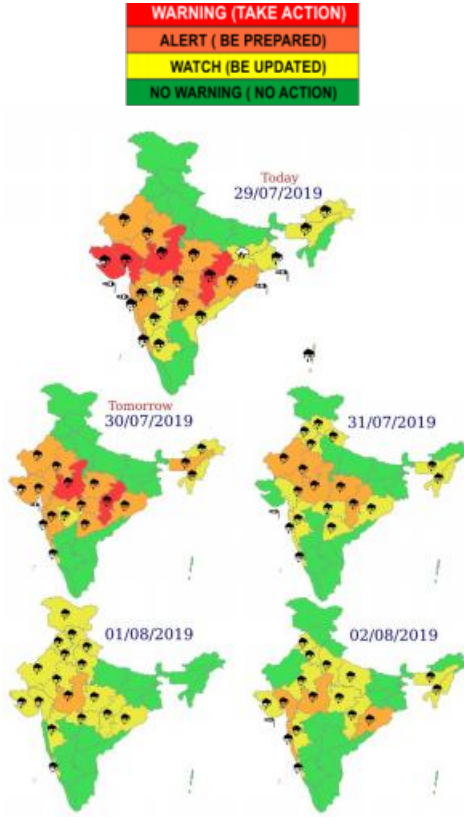 WARNING (TAKE ACTION)
ALERT ( BE PREPARED)
WATCH (BE UPDATED)
NO WARNING ( NO ACTION)
Today
29/07/2019
Tomorrow
30/07/2019
31/07/2019
01/08/2019
02/08/2019